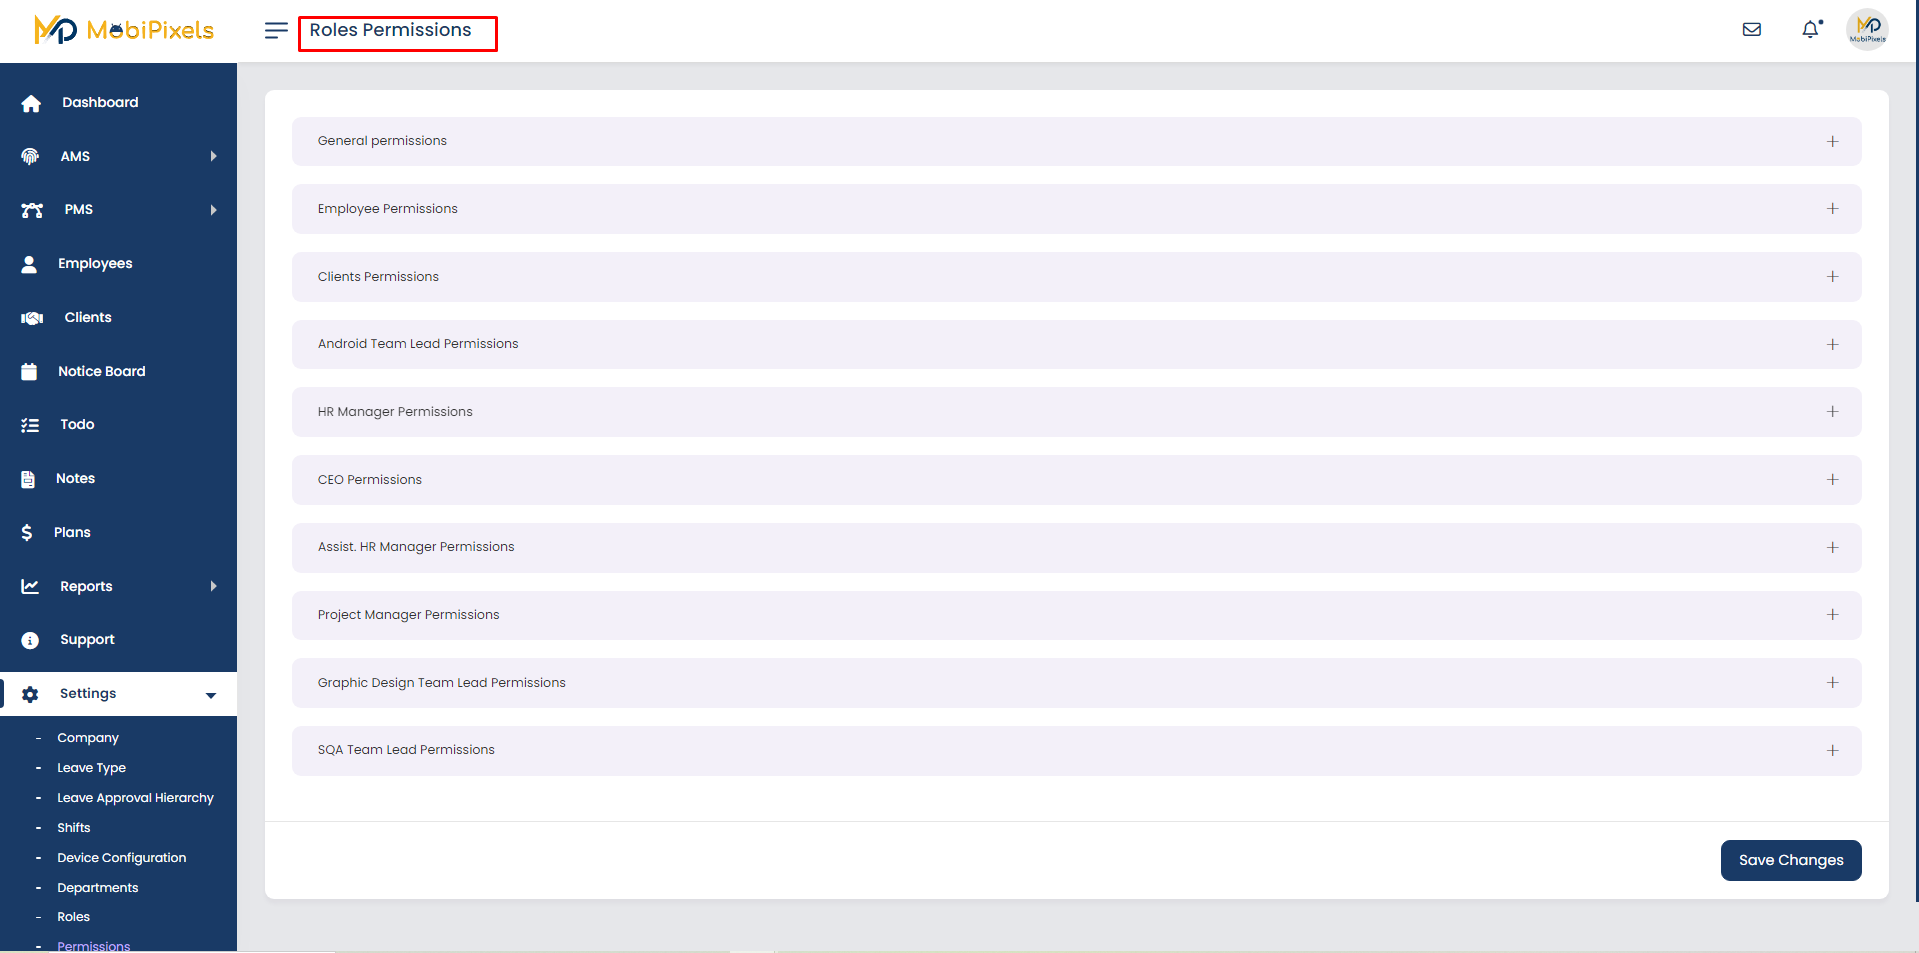 MobiPixels
Roles Permissions
MobiPixels
Dashboard
AMS
PMS
Employees
Clients
Notice Board
Todo
Notes
Plans
Reports
Support
Settings
- Company
- Leave Type
- Leave Approval Hierarchy
- Shifts
- Device Configuration
- Departments
- Roles
- Permissions
General permissions +
Employee Permissions +
Clients Permissions +
Android Team Lead Permissions +
HR Manager Permissions +
CEO Permissions +
Assist. HR Manager Permissions +
Project Manager Permissions +
Graphic Design Team Lead Permissions +
SQA Team Lead Permissions +
Save Changes